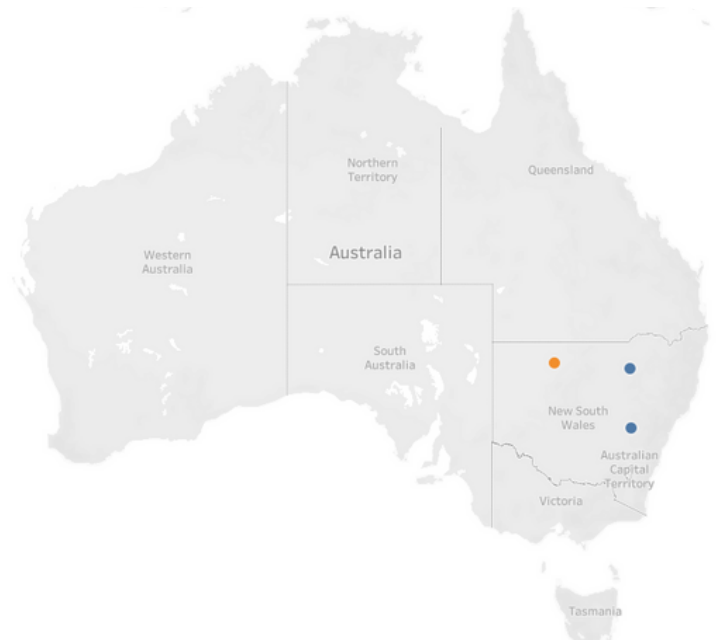 Northern
Territory
Queensland
Australia
Western
Australia
South
Australia
New South
Wales
Australian
Capital
Territory
Victoria
Tasmania